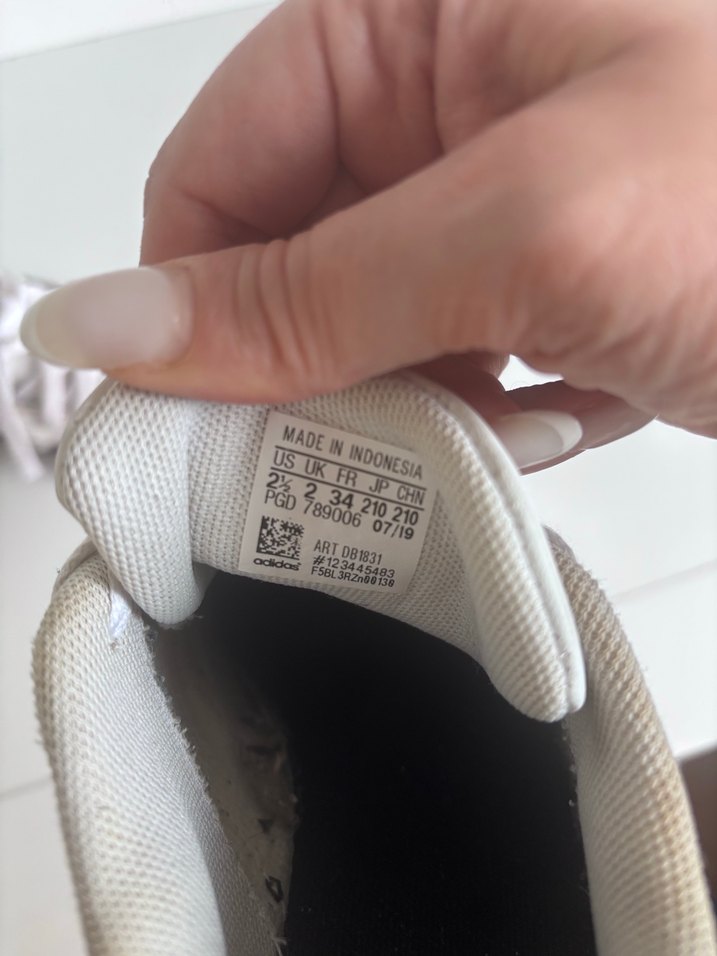 MADE IN INDONESIA
US UK FR JP CHN
2½ 2 34 210 210
PGD 789006 07/19
ART DB1831
#123445483
adidas F5BL3RZn00130